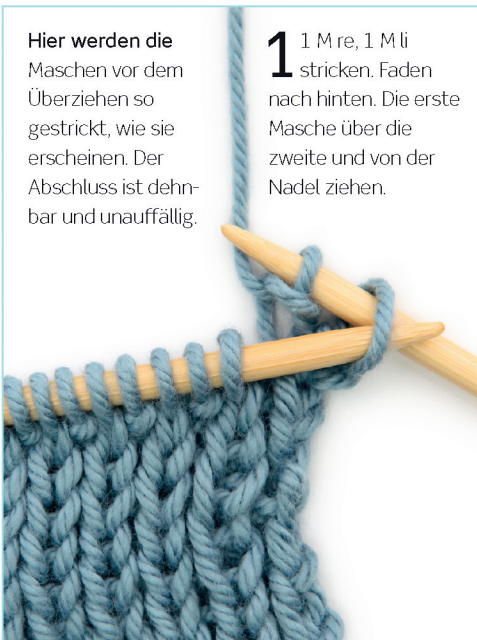 Hier werden die
Maschen vor dem
Überziehen so
gestrickt, wie sie
erscheinen. Der
Abschluss ist dehn-
bar und unauffällig.
1 1 M re, 1 M li
stricken. Faden
nach hinten. Die erste
Masche über die
zweite und von der
Nadel ziehen.